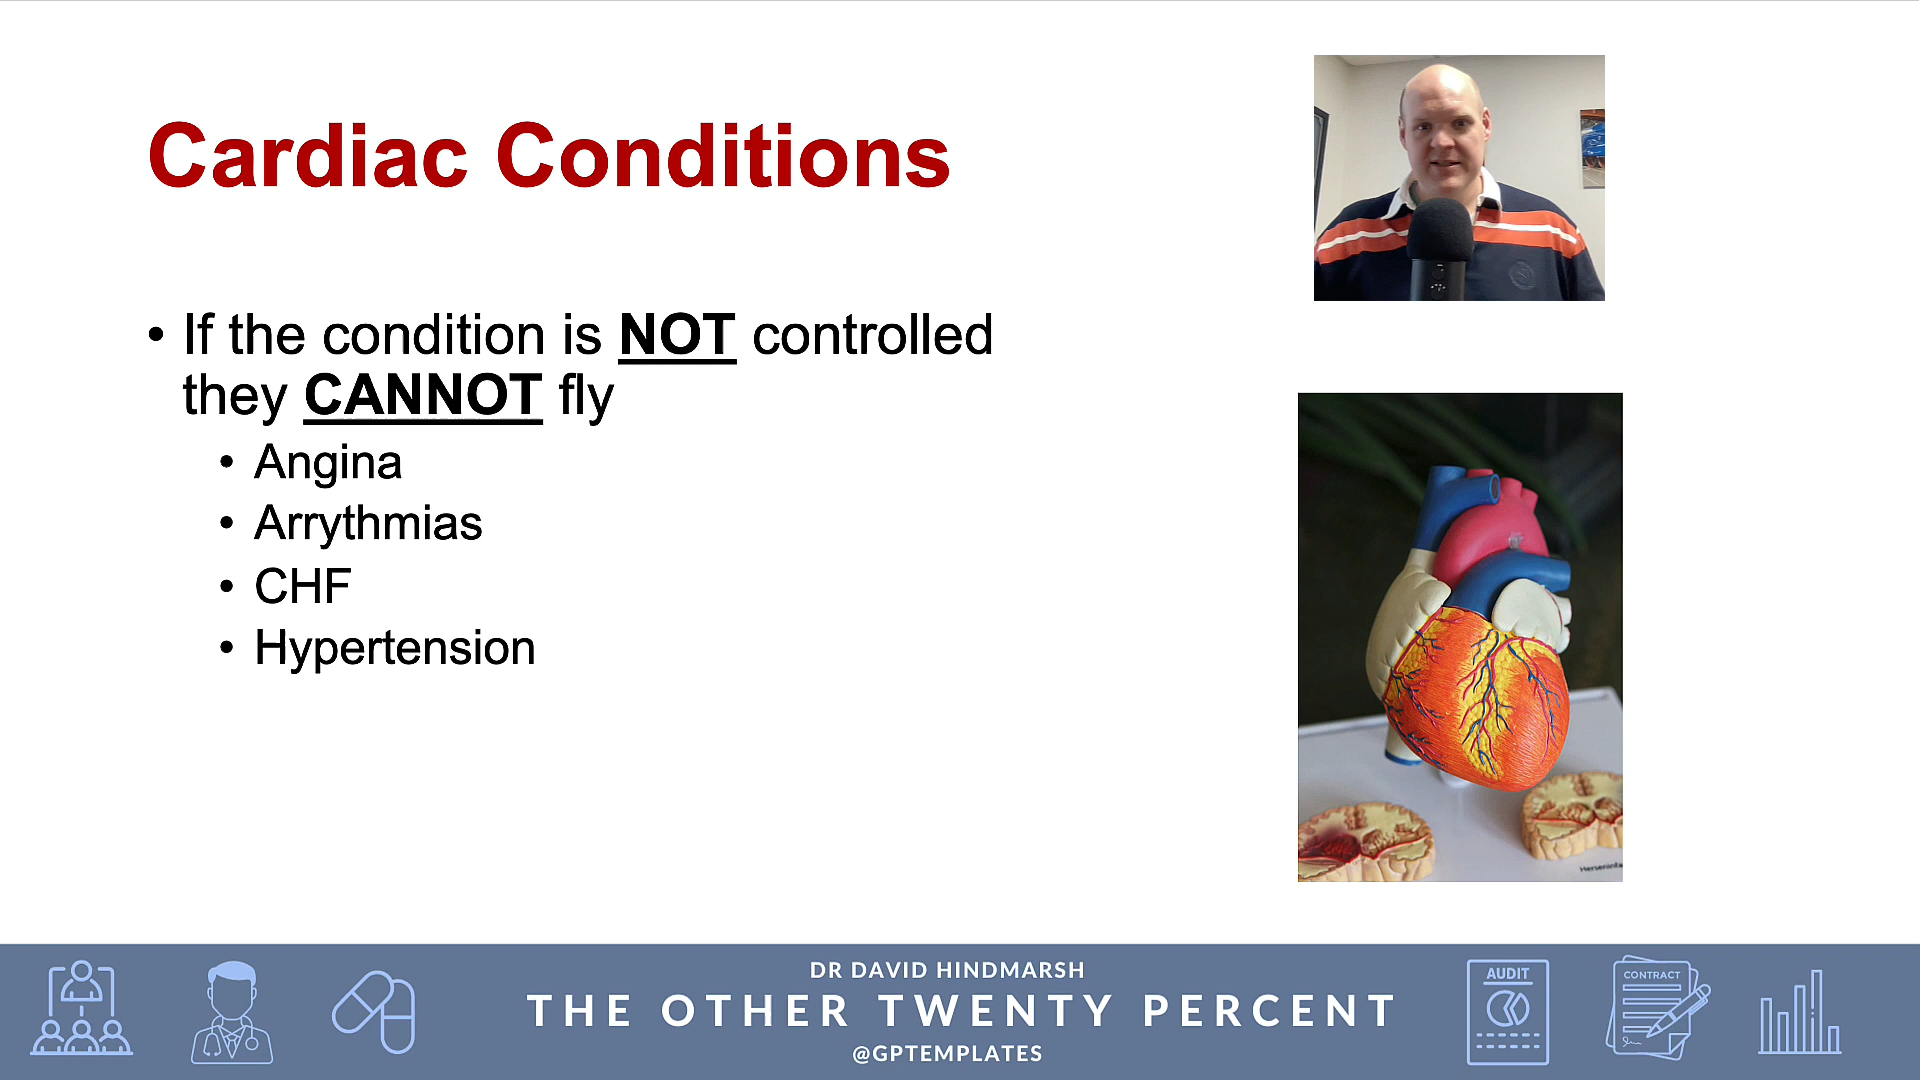 Cardiac Conditions
• If the condition is NOT controlled
they CANNOT fly
• Angina
• Arrythmias
• CHF
• Hypertension
DR DAVID HINDMARSH
THE OTHER TWENTY PERCENT
@GPTEMPLATES
AUDIT
CONTRACT